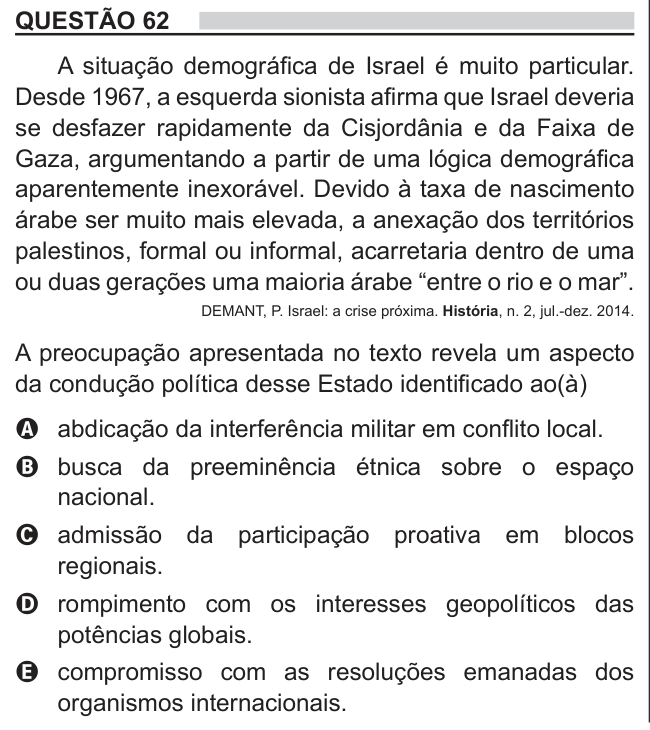 QUESTÃO 62
A situação demográfica de Israel é muito particular.
Desde 1967, a esquerda sionista afirma que Israel deveria
se desfazer rapidamente da Cisjordânia e da Faixa de
Gaza, argumentando a partir de uma lógica demográfica
aparentemente inexorável. Devido à taxa de nascimento
árabe ser muito mais elevada, a anexação dos territórios
palestinos, formal ou informal, acarretaria dentro de uma
ou duas gerações uma maioria árabe “entre o rio e o mar”.
DEMANT, P. Israel: a crise próxima. História, n. 2, jul.-dez. 2014.
A preocupação apresentada no texto revela um aspecto
da condução política desse Estado identificado ao(à)
A abdicação da interferência militar em conflito local.
B busca da preeminência étnica sobre o espaço
nacional.
C admissão da participação proativa em blocos
regionais.
D rompimento com os interesses geopolíticos das
potências globais.
E compromisso com as resoluções emanadas dos
organismos internacionais.